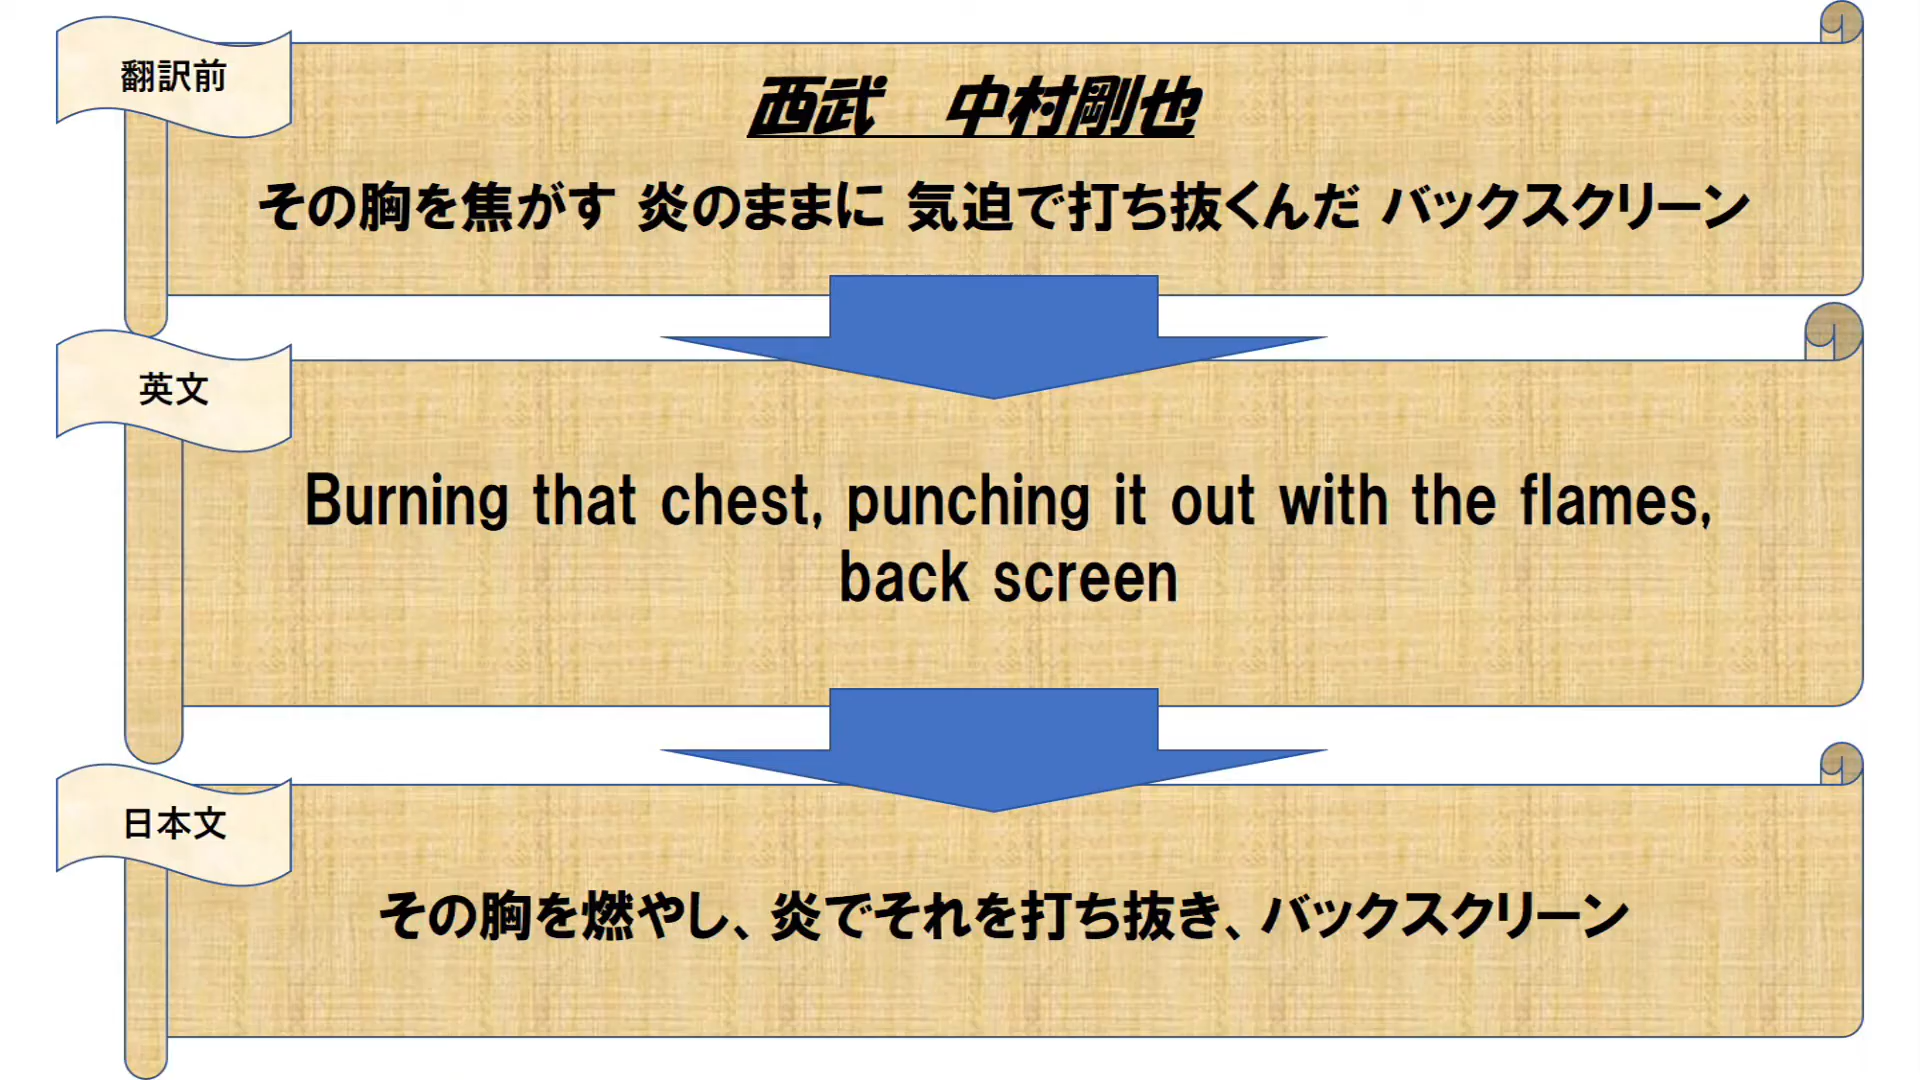 翻訳前
西武　中村剛也
その胸を焦がす 炎のままに 気迫で打ち抜くんだ バックスクリーン
英文
Burning that chest, punching it out with the flames,
back screen
日本文
その胸を燃やし、炎でそれを打ち抜き、バックスクリーン